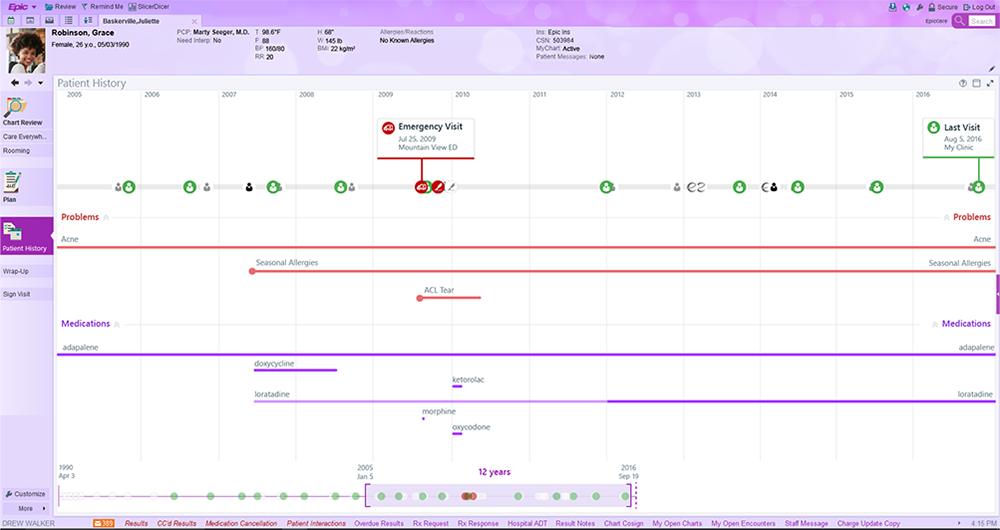 Epic Review Remind Me SlicerDicer Secure Log Out
Baskerville,Juliette EpicCare Search
Robinson, Grace
Female, 26 y.o., 05/03/1990
PCP: Marty Seeger, M.D.
Need Interp: No
T: 98.6°F
P: 88
BP: 160/80
RR: 20
H: 68"
W: 145 lb
BMI: 22 kg/m²
Allergies/Reactions
No Known Allergies
Ins: Epic Ins
CSN: 503984
MyChart: Active
Patient Messages: None
Chart Review
Care Everywh...
Rooming
Plan
Patient History
Wrap-Up
Sign Visit
Patient History
2005 2006 2007 2008 2009 2010 2011 2012 2013 2014 2015 2016
Emergency Visit
Jul 25, 2009
Mountain View ED
Last Visit
Aug 5, 2016
My Clinic
Problems Problems
Acne Acne
Seasonal Allergies Seasonal Allergies
ACL Tear
Medications Medications
adapalene adapalene
doxycycline
ketorolac
loratadine loratadine
morphine
oxycodone
1990 2005 12 years 2016
Apr 3 Jan 5 Sep 19
Customize
More
DREW WALKER 385 Results CC'd Results Medication Cancellation Patient Interactions Overdue Results Rx Request Rx Response Hospital ADT Result Notes Chart Cosign My Open Charts My Open Encounters Staff Message Charge Update Copy 4:15 PM